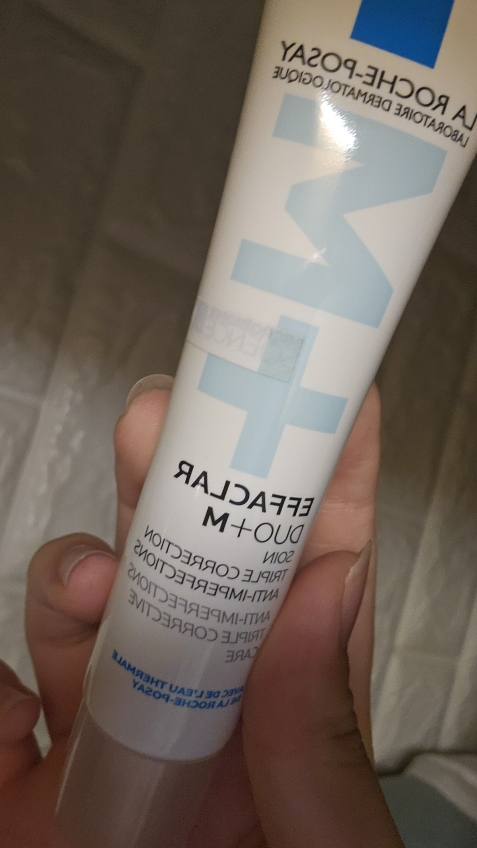 LA ROCHE-POSAY
LABORATOIRE DERMATOLOGIQUE
M+
EFFACLAR
DUO+M
SOIN
TRIPLE CORRECTION
ANTI-IMPERFECTIONS
ANTI-IMPERFECTIONS
TRIPLE CORRECTIVE
CARE
AVEC DE L'EAU THERMALE
DE LA ROCHE-POSAY